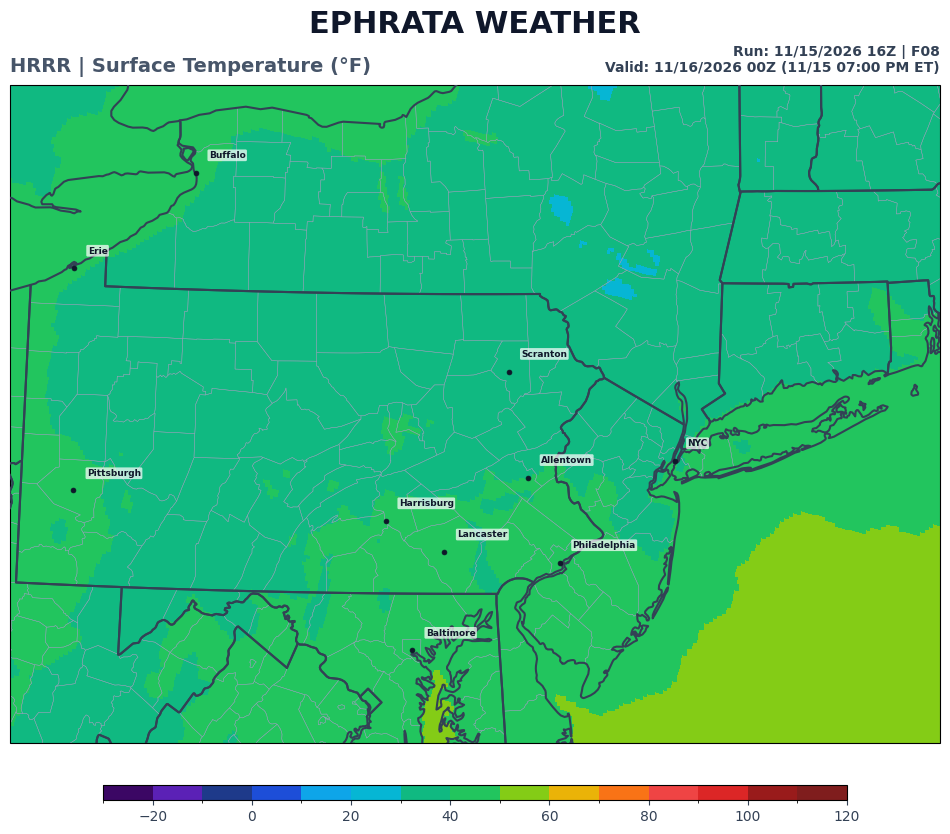 EPHRATA WEATHER
HRRR | Surface Temperature (°F)
Run: 11/15/2026 16Z | F08
Valid: 11/16/2026 00Z (11/15 07:00 PM ET)
Buffalo
Erie
Scranton
NYC
Allentown
Pittsburgh
Harrisburg
Lancaster
Philadelphia
Baltimore
−20 0 20 40 60 80 100 120